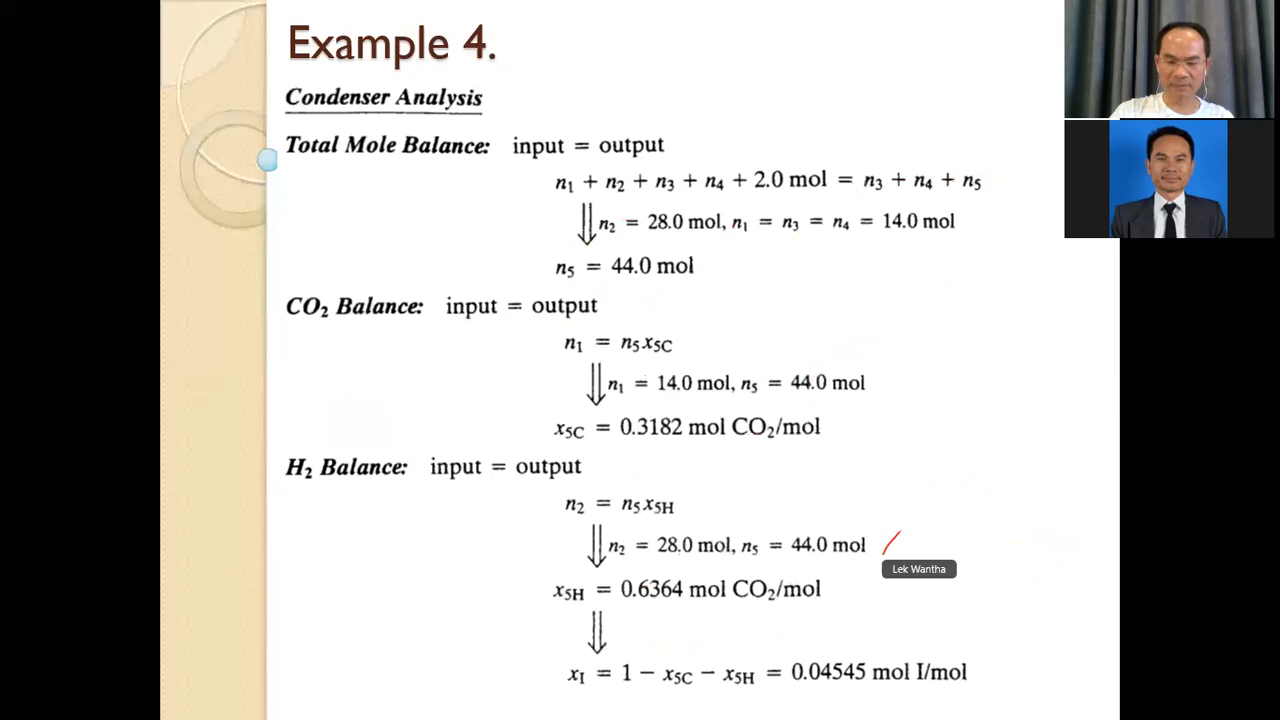 Example 4.
Condenser Analysis
Total Mole Balance: input = output
n₁ + n₂ + n₃ + n₄ + 2.0 mol = n₃ + n₄ + n₅
n₂ = 28.0 mol, n₁ = n₃ = n₄ = 14.0 mol
n₅ = 44.0 mol
CO₂ Balance: input = output
n₁ = n₅x₅C
n₁ = 14.0 mol, n₅ = 44.0 mol
x₅C = 0.3182 mol CO₂/mol
H₂ Balance: input = output
n₂ = n₅x₅H
n₂ = 28.0 mol, n₅ = 44.0 mol
Lek Wantha
x₅H = 0.6364 mol CO₂/mol
xI = 1 − x₅C − x₅H = 0.04545 mol I/mol